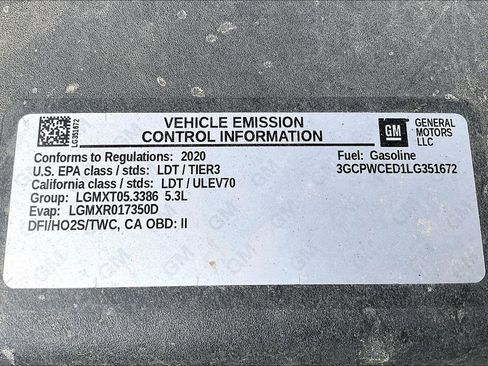 LG351672
VEHICLE EMISSION
CONTROL INFORMATION
GM
GENERAL
MOTORS
LLC
Conforms to Regulations: 2020
Fuel: Gasoline
U.S. EPA class / stds: LDT / TIER3
3GCPWCED1LG351672
California class / stds: LDT / ULEV70
Group: LGMXT05.3386 5.3L
Evap: LGMXR017350D
DFI/HO2S/TWC, CA OBD: II